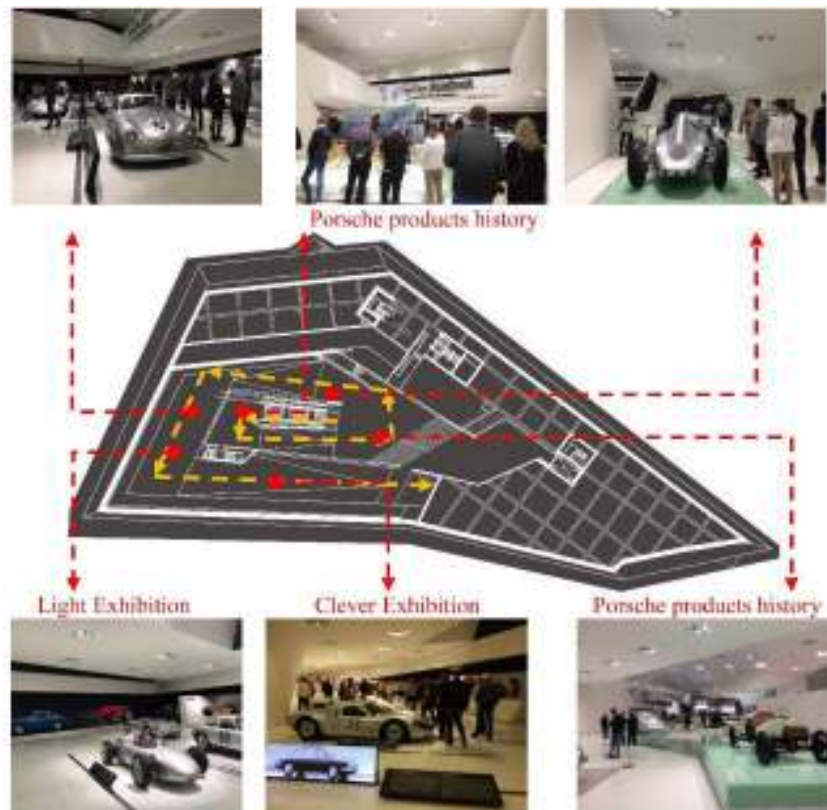 Porsche products history
Light Exhibition
Clever Exhibition
Porsche products history